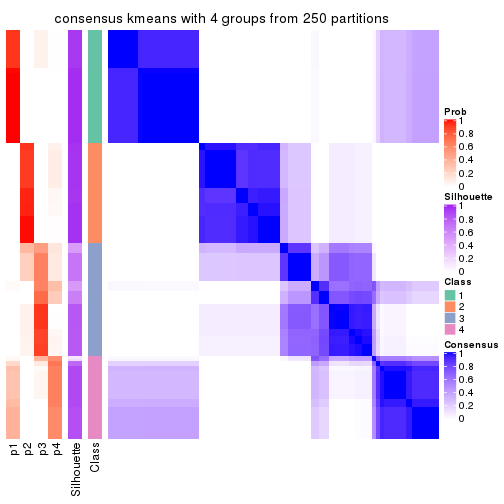 consensus kmeans with 4 groups from 250 partitions
Prob
1
0.8
0.6
0.4
0.2
0
Silhouette
1
0.8
0.6
0.4
0.2
0
Class
1
2
3
4
Consensus
1
0.8
0.6
0.4
0.2
0
p1
p2
p3
p4
Silhouette
Class